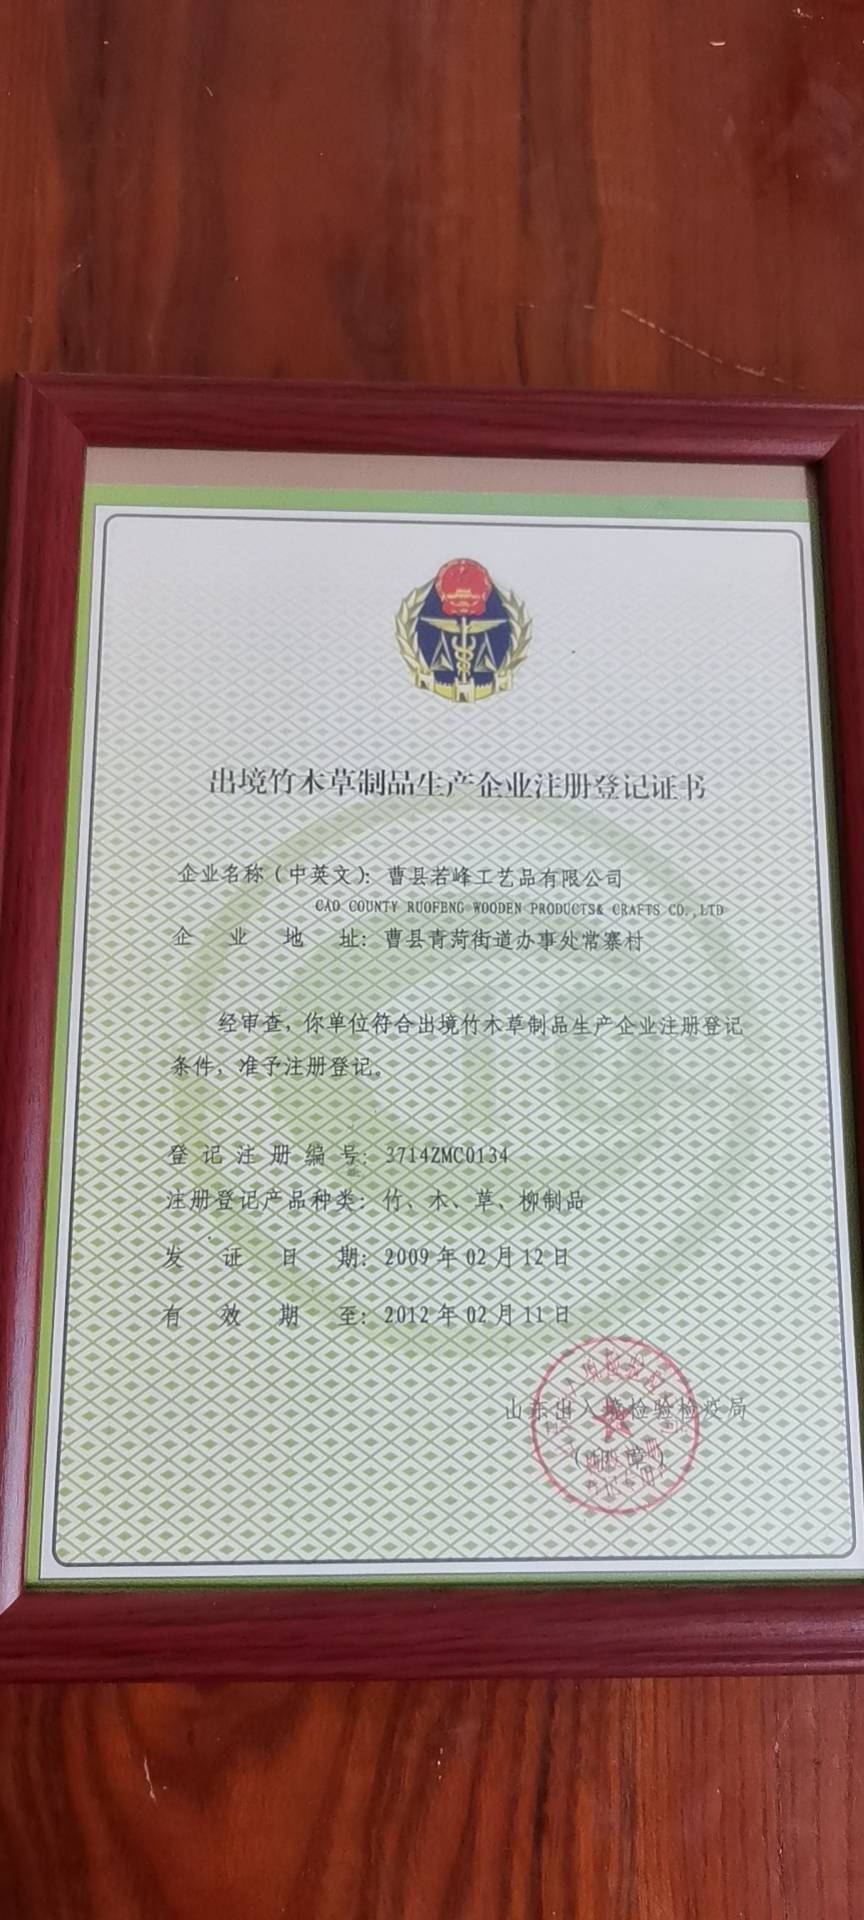 出境竹木草制品生产企业注册登记证书
企业名称（中英文）：曹县若峰工艺品有限公司
CAO COUNTY RUOFENG WOODEN PRODUCTS& CRAFTS CO.,LTD
企业地址：曹县青菏街道办事处常寨村
经审查，你单位符合出境竹木草制品生产企业注册登记
条件，准予注册登记。
登记注册编号：3714ZMC0134
注册登记产品种类：竹、木、草、柳制品
发证日期：2009年02月12日
有效期至：2012年02月11日
山东出入境检验检疫局
（印章）